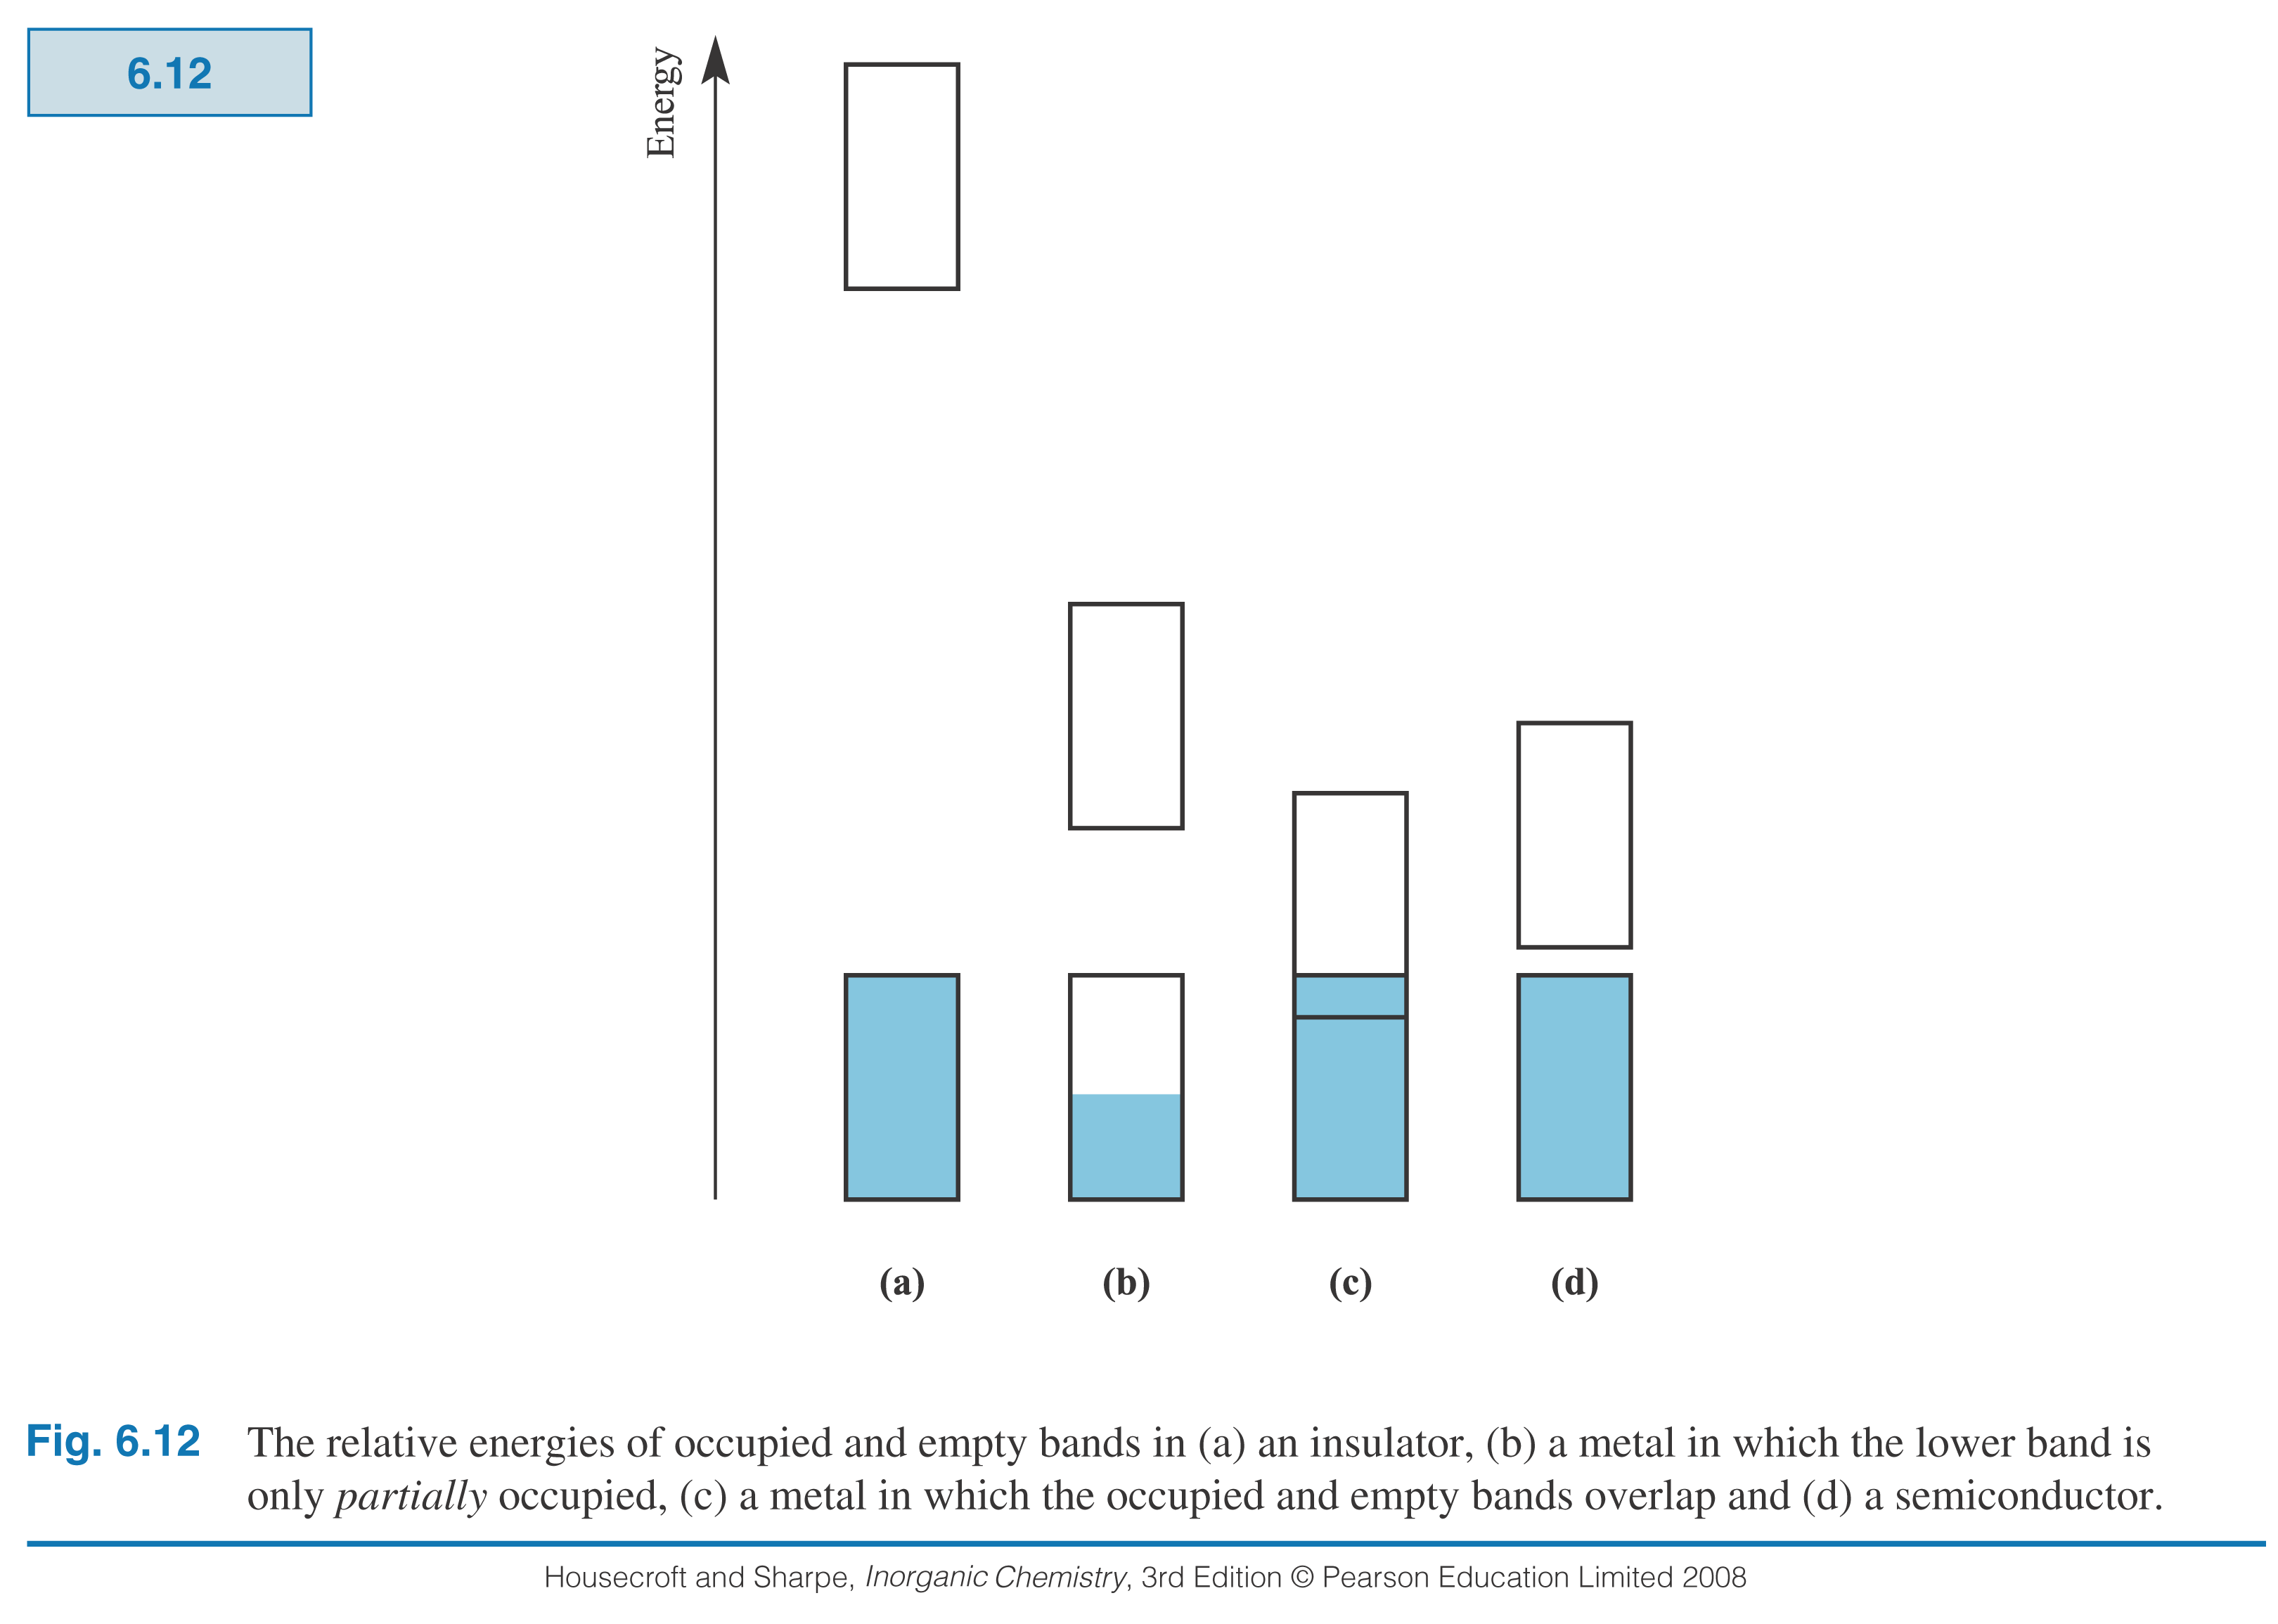 6.12
Energy
(a) (b) (c) (d)
Fig. 6.12 The relative energies of occupied and empty bands in (a) an insulator, (b) a metal in which the lower band is
only partially occupied, (c) a metal in which the occupied and empty bands overlap and (d) a semiconductor.
Housecroft and Sharpe, Inorganic Chemistry, 3rd Edition © Pearson Education Limited 2008